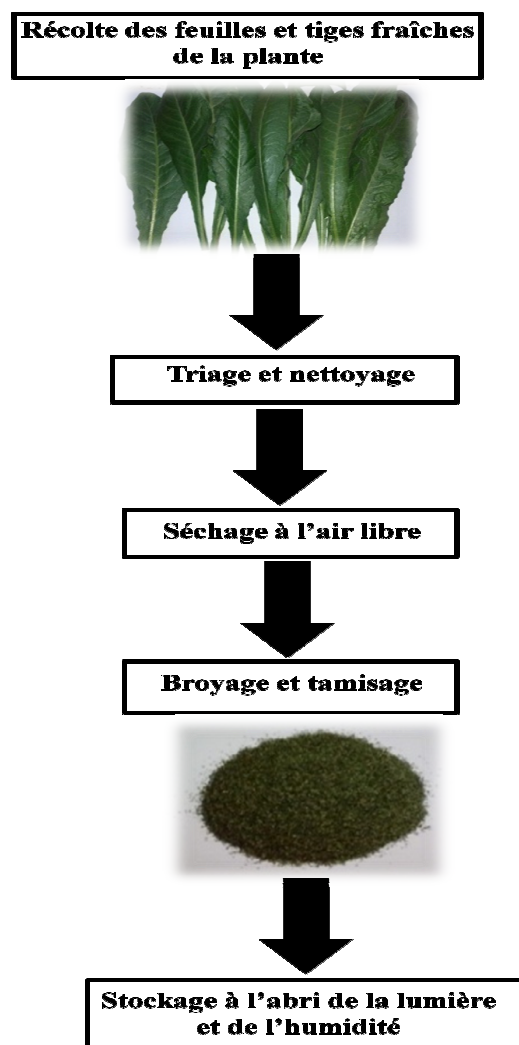 Récolte des feuilles et tiges fraîches
de la plante
Triage et nettoyage
Séchage à l’air libre
Broyage et tamisage
Stockage à l’abri de la lumière
et de l’humidité